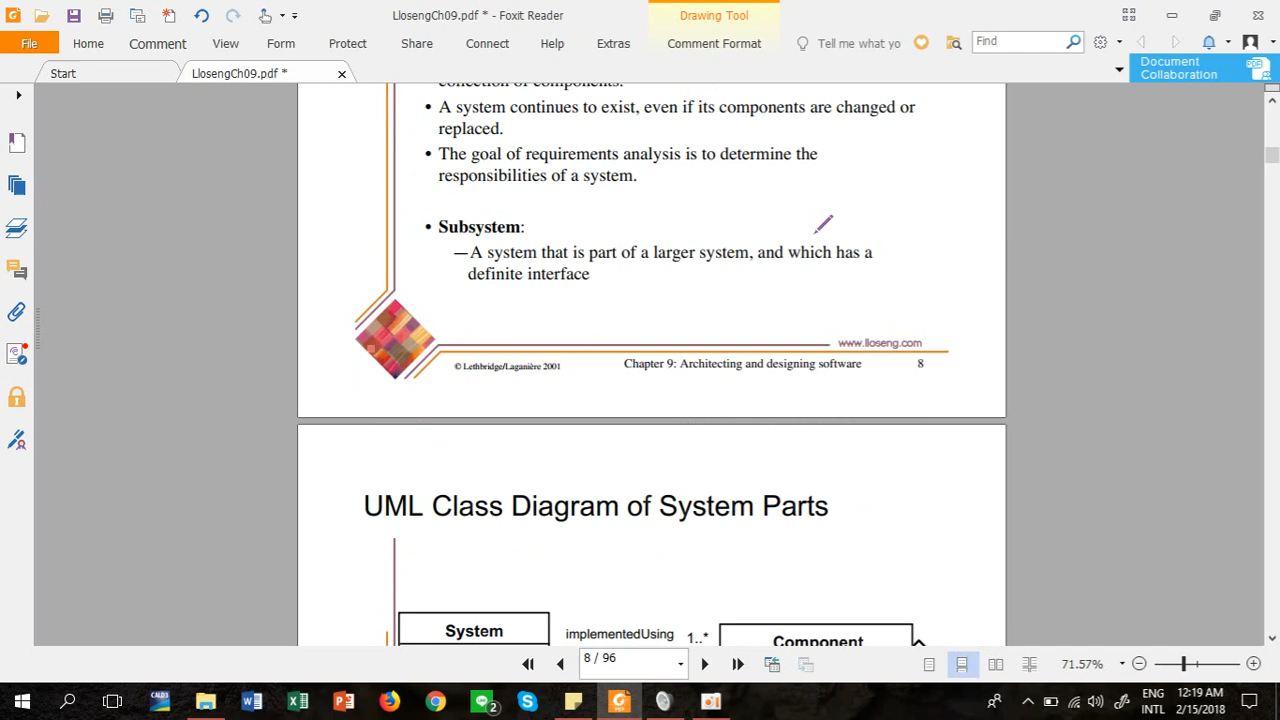 LlosengCh09.pdf * - Foxit Reader
Drawing Tool
File
Home
Comment
View
Form
Protect
Share
Connect
Help
Extras
Comment Format
Tell me what yo
Find
Start
LlosengCh09.pdf *
Document
Collaboration
collection of components.
• A system continues to exist, even if its components are changed or
replaced.
• The goal of requirements analysis is to determine the
responsibilities of a system.
• Subsystem:
—A system that is part of a larger system, and which has a
definite interface
www.lloseng.com
© Lethbridge/Laganière 2001
Chapter 9: Architecting and designing software
8
UML Class Diagram of System Parts
System
implementedUsing
1..*
Component
8 / 96
71.57%
2
ENG
INTL
12:19 AM
2/15/2018